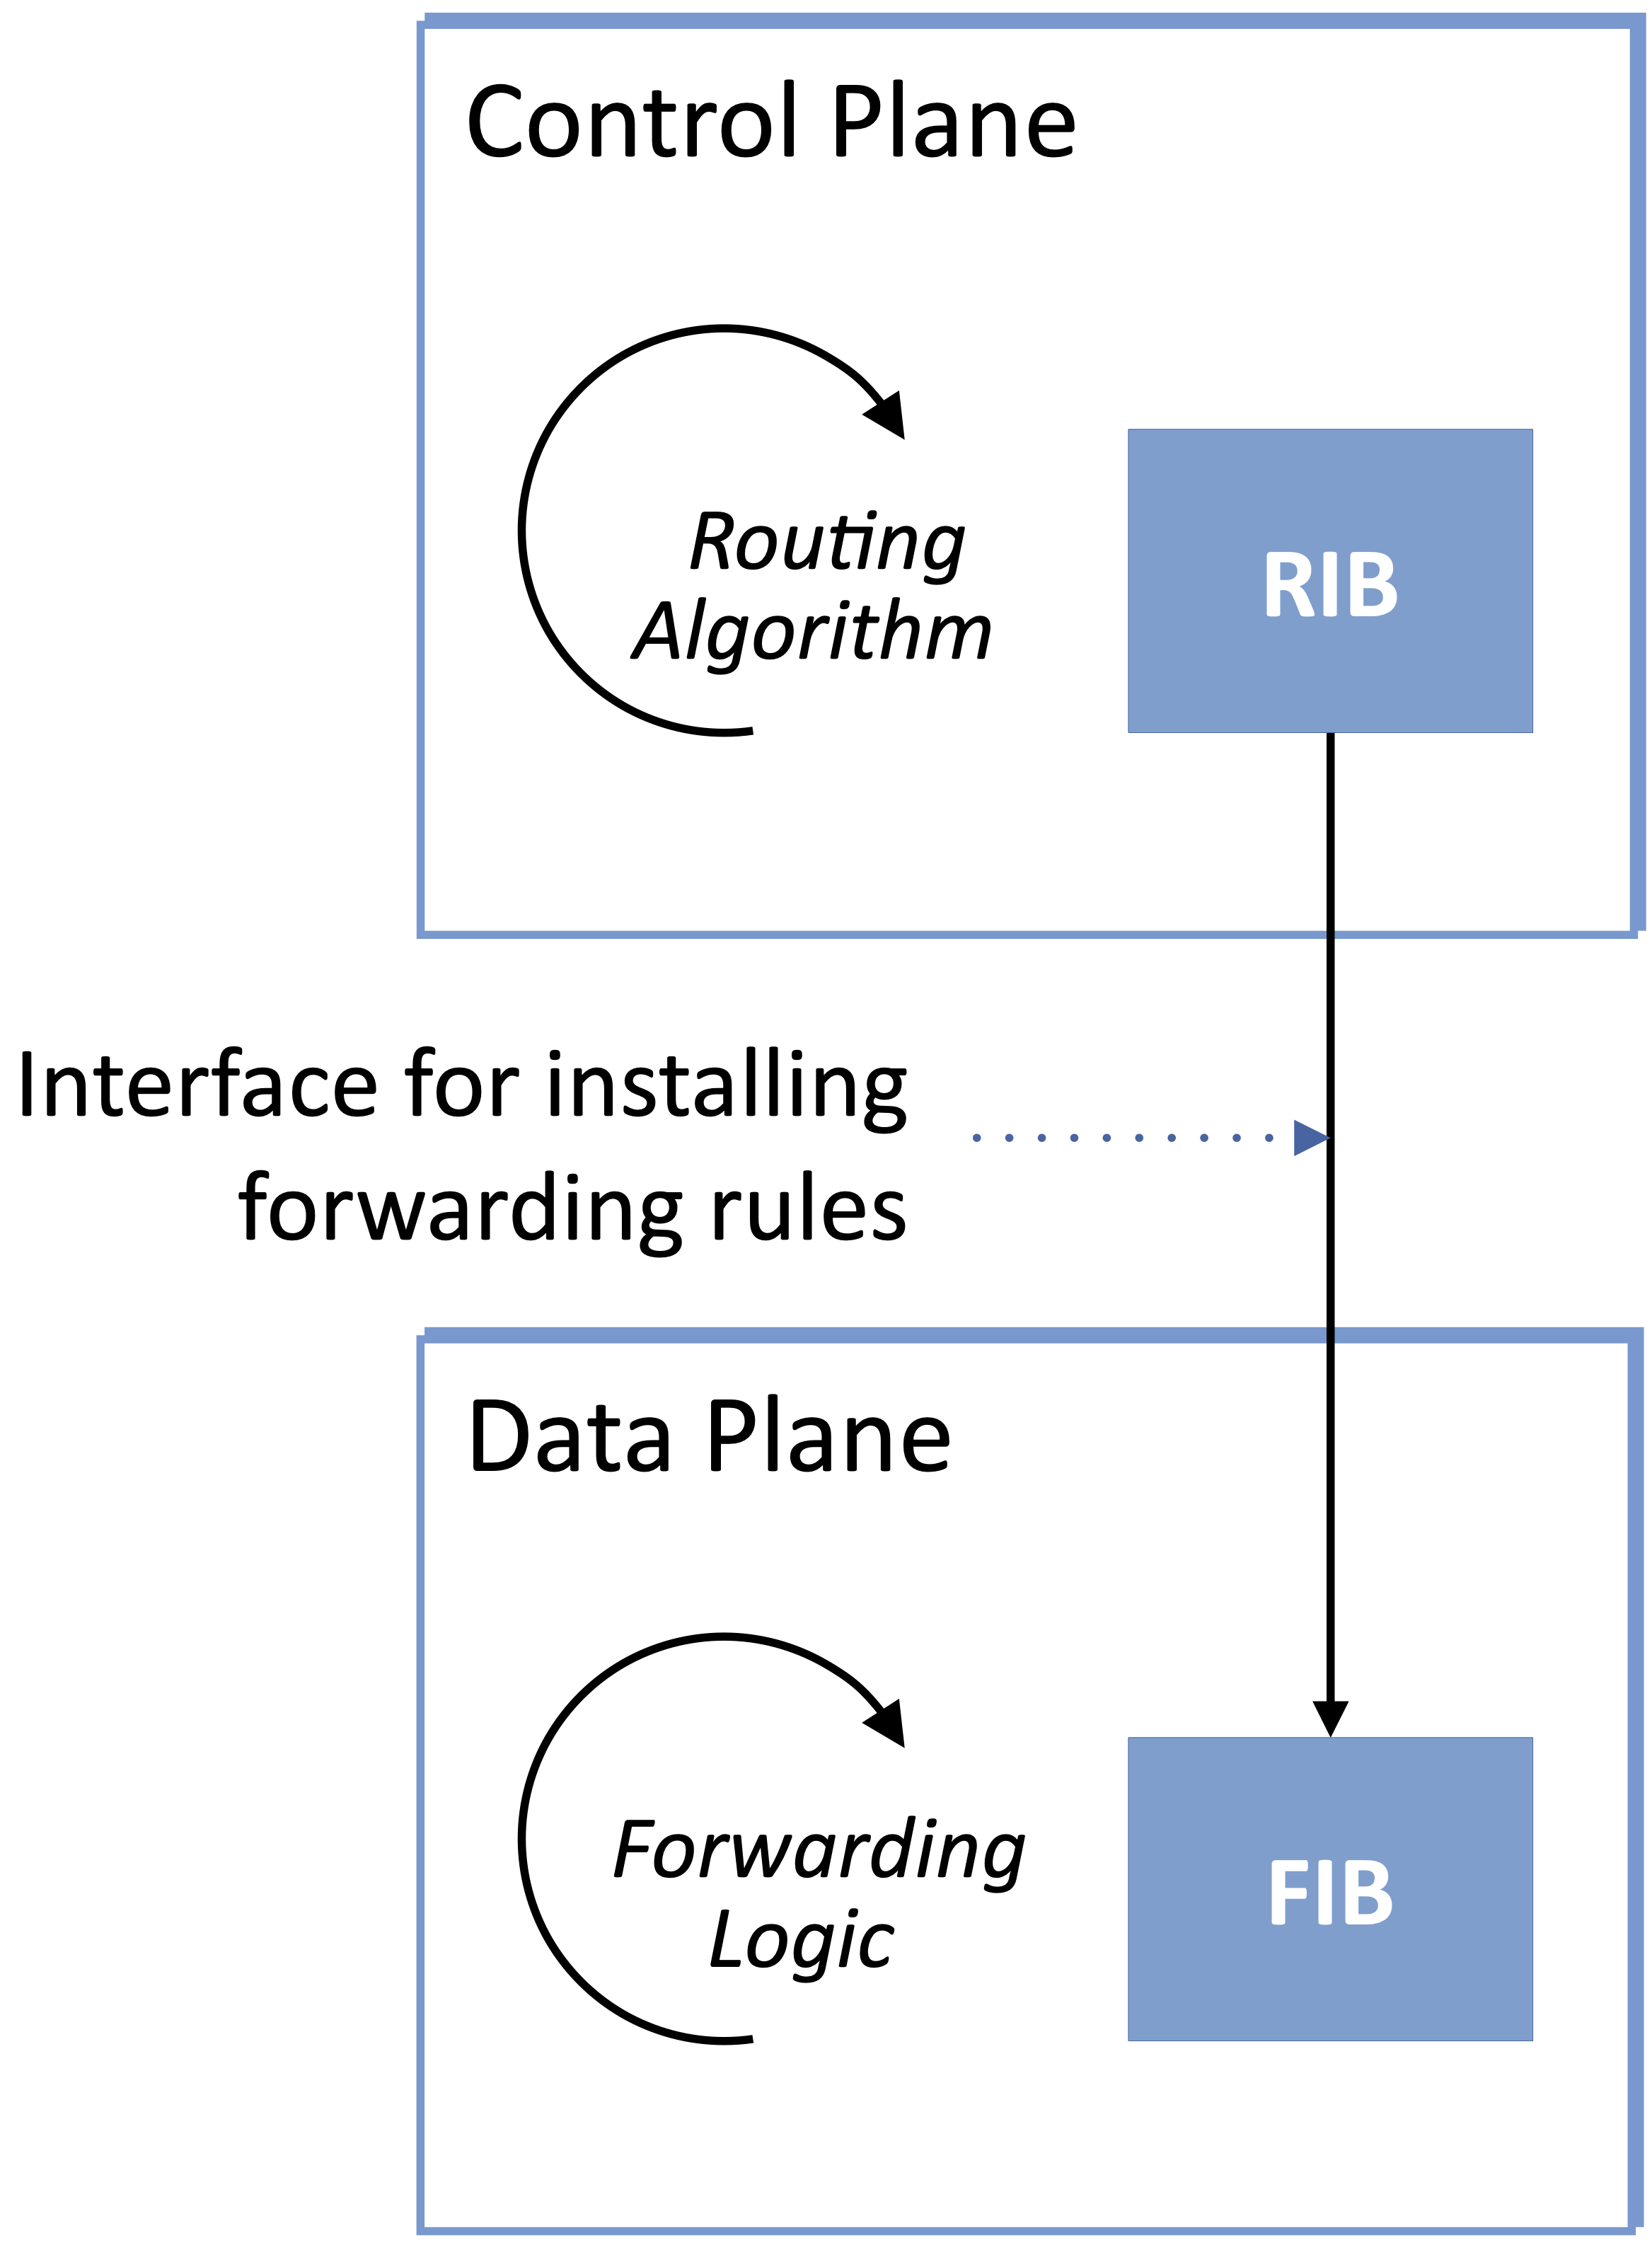 Control Plane
Routing
Algorithm
RIB
Interface for installing
forwarding rules
Data Plane
Forwarding
Logic
FIB